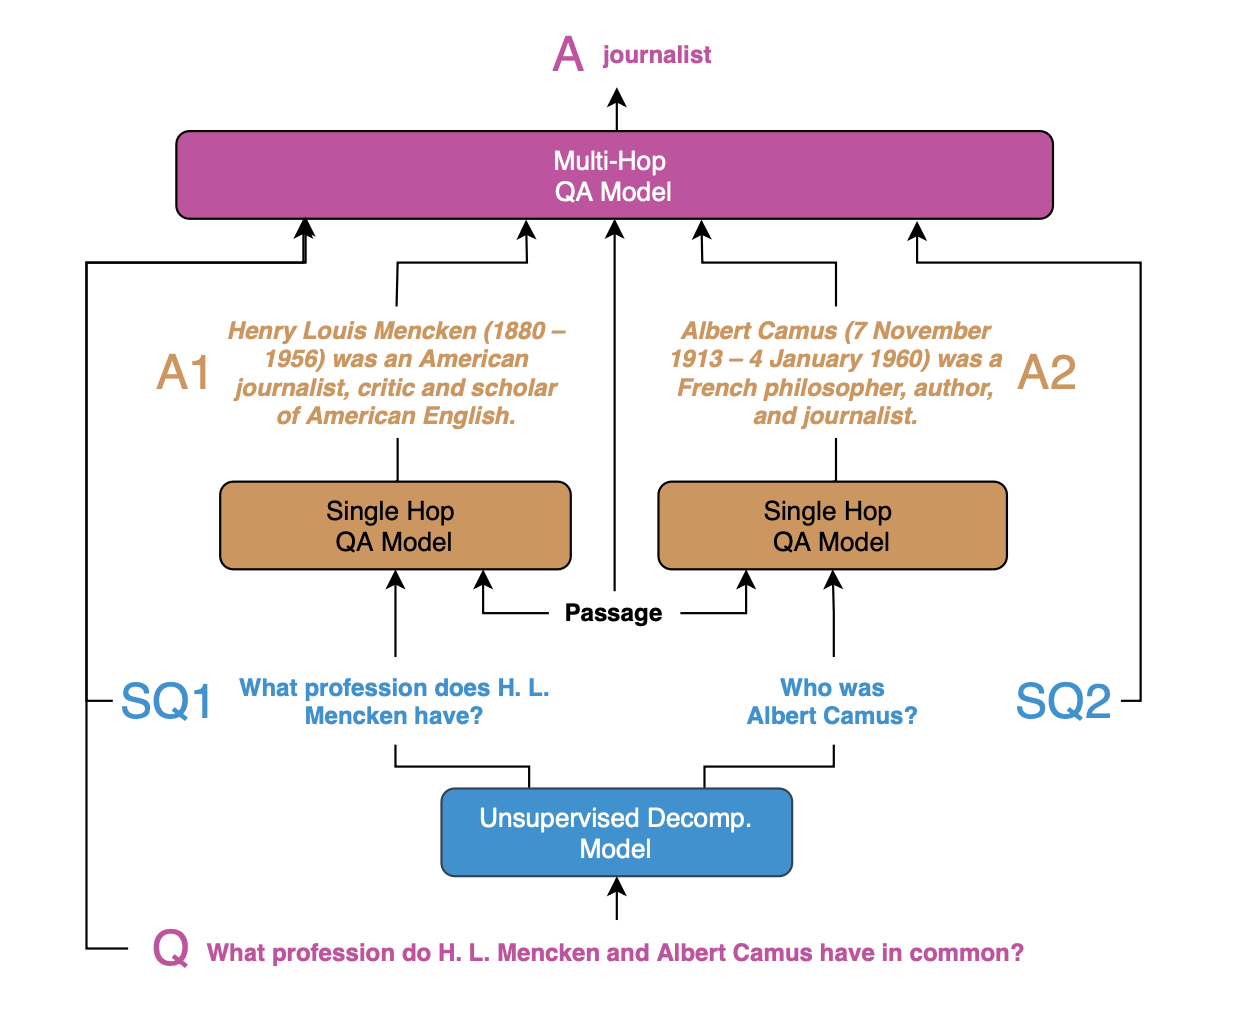 A journalist
Multi-Hop
QA Model
A1
Henry Louis Mencken (1880 –
1956) was an American
journalist, critic and scholar
of American English.
Albert Camus (7 November
1913 – 4 January 1960) was a
French philosopher, author,
and journalist.
A2
Single Hop
QA Model
Single Hop
QA Model
Passage
SQ1
What profession does H. L.
Mencken have?
Who was
Albert Camus?
SQ2
Unsupervised Decomp.
Model
Q What profession do H. L. Mencken and Albert Camus have in common?